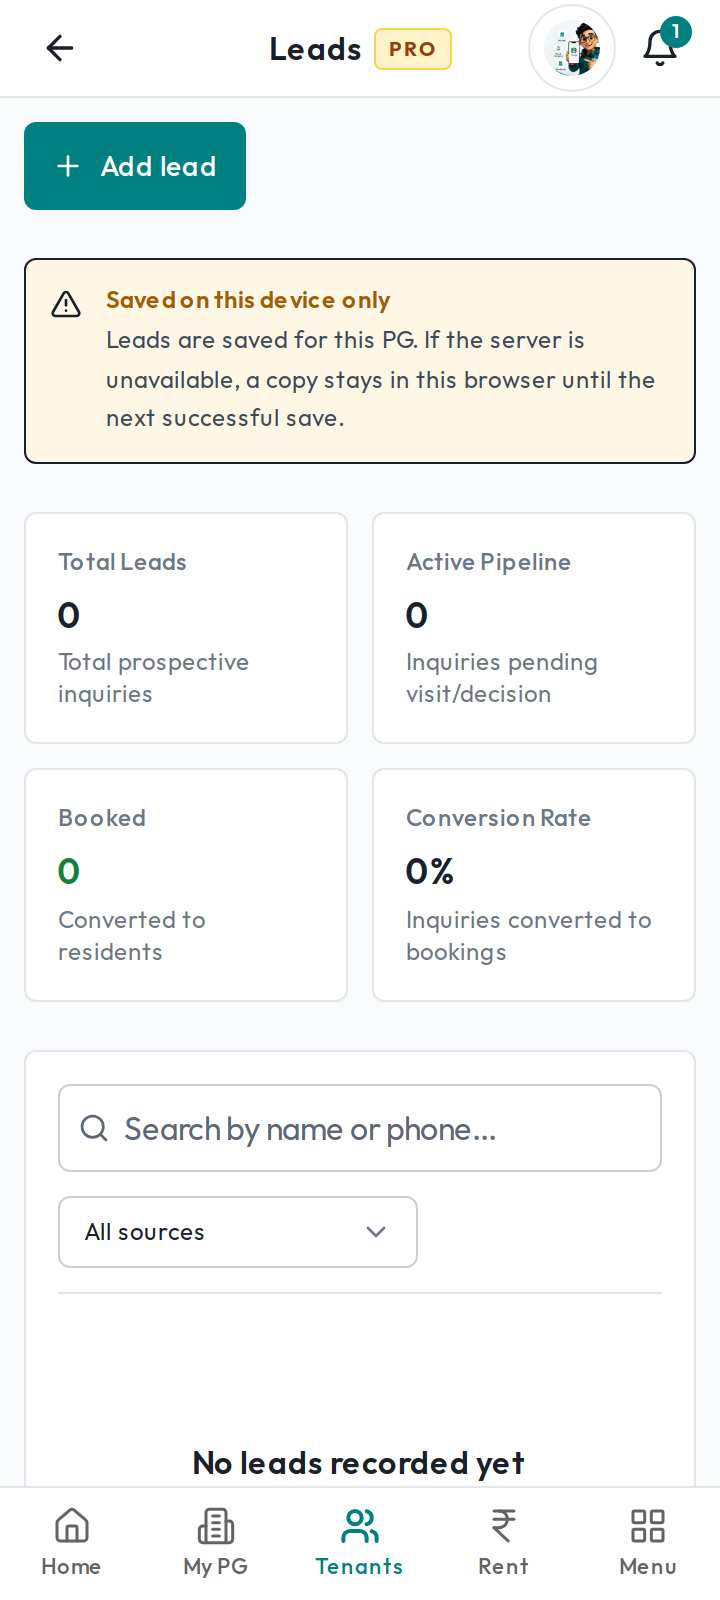 Leads PRO
1
Add lead
Saved on this device only
Leads are saved for this PG. If the server is
unavailable, a copy stays in this browser until the
next successful save.
Total Leads
0
Total prospective
inquiries
Active Pipeline
0
Inquiries pending
visit/decision
Booked
0
Converted to
residents
Conversion Rate
0%
Inquiries converted to
bookings
Search by name or phone...
All sources
No leads recorded yet
Home
My PG
Tenants
Rent
Menu